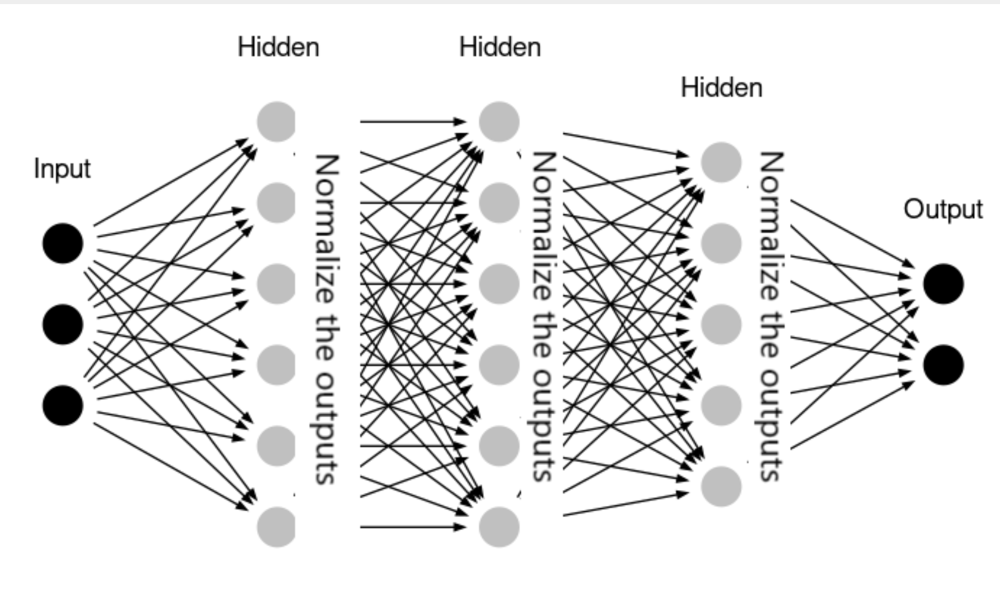 Input
Hidden
Normalize the outputs
Hidden
Normalize the outputs
Hidden
Normalize the outputs
Output